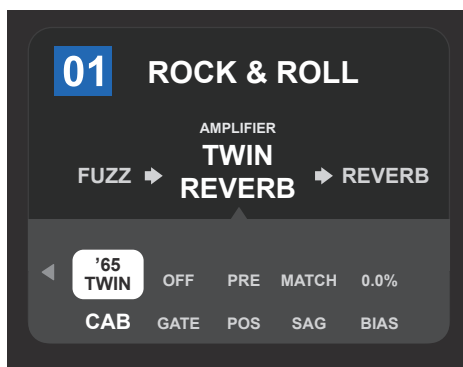 01 ROCK & ROLL
AMPLIFIER
TWIN
FUZZ REVERB REVERB
’65
TWIN OFF PRE MATCH 0.0%
CAB GATE POS SAG BIAS